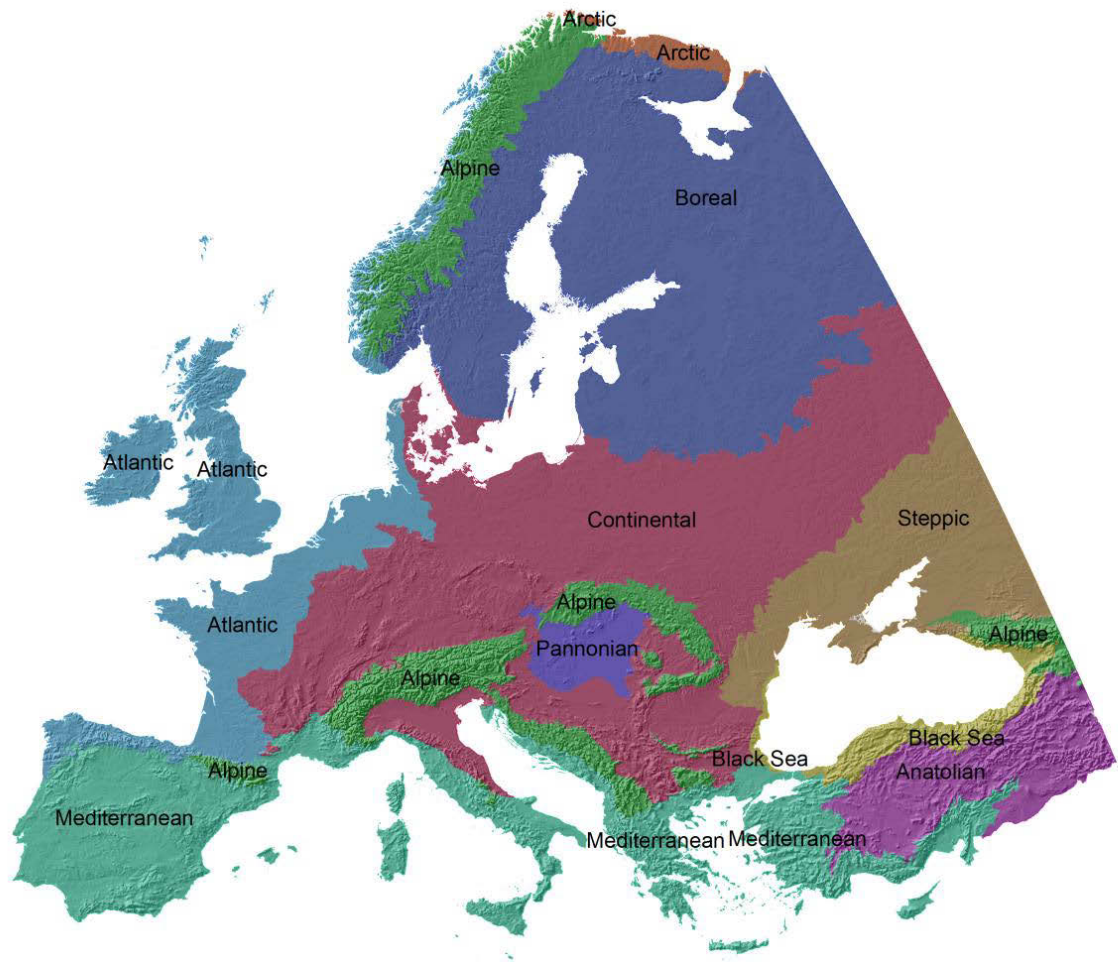 Arctic
Arctic
Alpine
Boreal
Atlantic
Atlantic
Continental
Steppic
Alpine
Atlantic
Alpine
Pannonian
Alpine
Black Sea
Black Sea
Alpine
Anatolian
Mediterranean
Mediterranean
Mediterranean